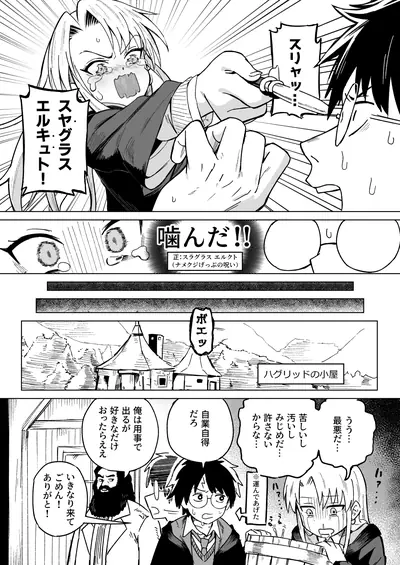 スリャッ…
スヤグラス
エルキュト！
噛んだ!!
正：スラグラス エルクト
（ナメクジげっぷの呪い）
ボエッ
ハグリッドの小屋
うう…
最悪だ…
苦しいし
汚いし
みじめだ…
許さない
からな…
運んであげた
自業自得
だろ
俺は用事で
出るが
好きなだけ
おったらええ
いきなり来て
ごめん！
ありがと！